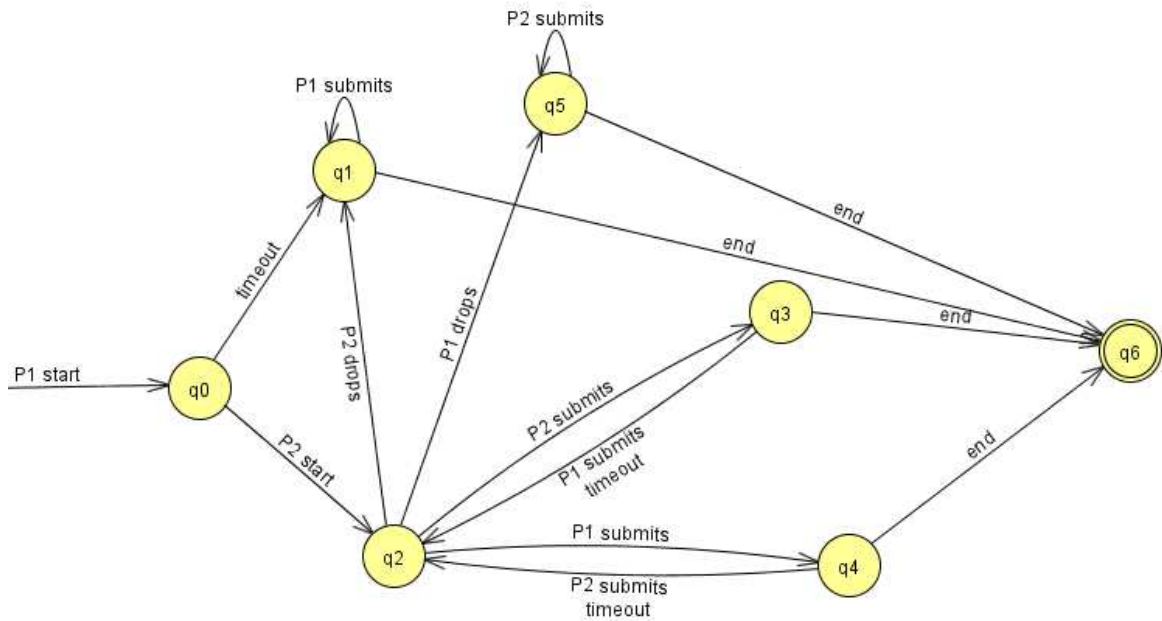 P2 submits
q5
P1 submits
q1
end
timeout
end
P2 drops
P1 drops
q3
end
q6
P1 start
q0
P2 start
P2 submits
P1 submits
timeout
end
q2
P1 submits
q4
P2 submits
timeout